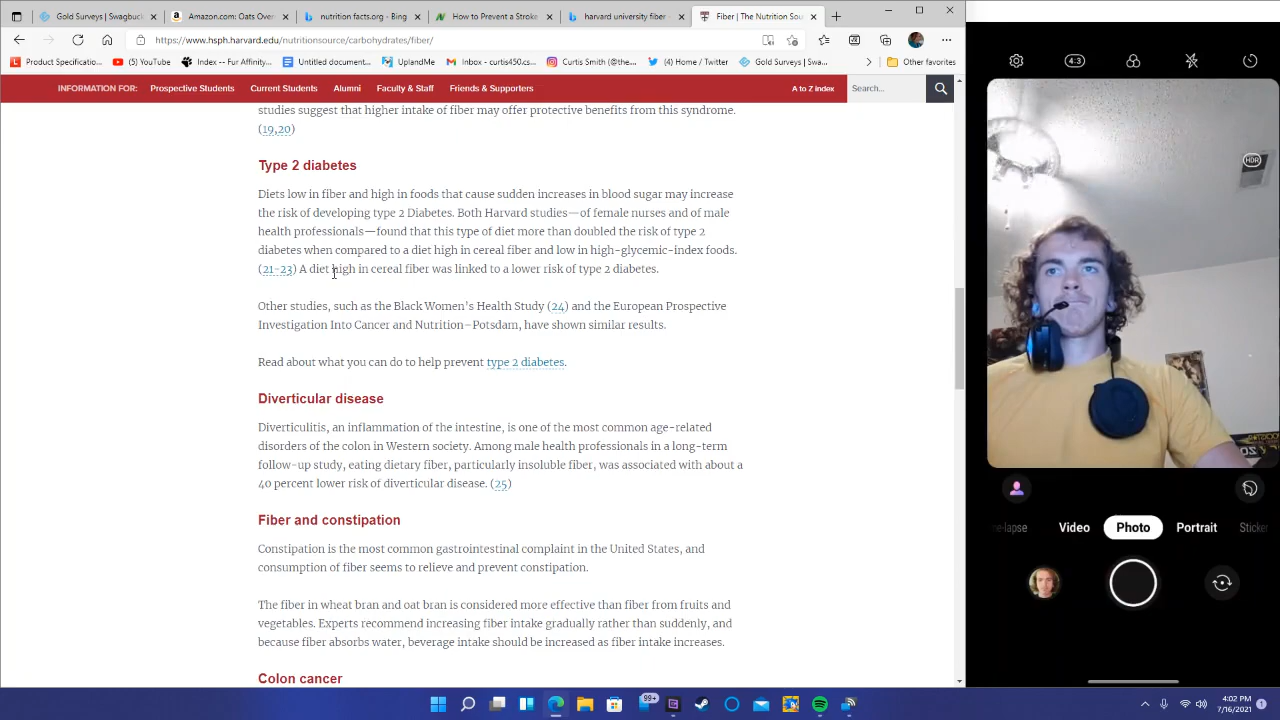 (20) Gold Surveys | Swagbuck
Amazon.com: Oats Overnight
nutrition facts.org - Bing
How to Prevent a Stroke
harvard university fiber
Fiber | The Nutrition Sou
https://www.hsph.harvard.edu/nutritionsource/carbohydrates/fiber/
Product Specificatio...
(5) YouTube
Index -- Fur Affinity...
Untitled document...
UplandMe
Inbox - curtis450.cs...
Curtis Smith (@the...
(4) Home / Twitter
Gold Surveys | Swa...
Other favorites
INFORMATION FOR: Prospective Students Current Students Alumni Faculty & Staff Friends & Supporters A to Z Index Search...
studies suggest that higher intake of fiber may offer protective benefits from this syndrome.
(19,20)
Type 2 diabetes
Diets low in fiber and high in foods that cause sudden increases in blood sugar may increase
the risk of developing type 2 Diabetes. Both Harvard studies—of female nurses and of male
health professionals—found that this type of diet more than doubled the risk of type 2
diabetes when compared to a diet high in cereal fiber and low in high-glycemic-index foods.
(21-23) A diet high in cereal fiber was linked to a lower risk of type 2 diabetes.
Other studies, such as the Black Women's Health Study (24) and the European Prospective
Investigation Into Cancer and Nutrition–Potsdam, have shown similar results.
Read about what you can do to help prevent type 2 diabetes.
Diverticular disease
Diverticulitis, an inflammation of the intestine, is one of the most common age-related
disorders of the colon in Western society. Among male health professionals in a long-term
follow-up study, eating dietary fiber, particularly insoluble fiber, was associated with about a
40 percent lower risk of diverticular disease. (25)
Fiber and constipation
Constipation is the most common gastrointestinal complaint in the United States, and
consumption of fiber seems to relieve and prevent constipation.
The fiber in wheat bran and oat bran is considered more effective than fiber from fruits and
vegetables. Experts recommend increasing fiber intake gradually rather than suddenly, and
because fiber absorbs water, beverage intake should be increased as fiber intake increases.
Colon cancer
4:3
HDR
e-lapse Video Photo Portrait Sticker
99+
4:02 PM
7/16/2021